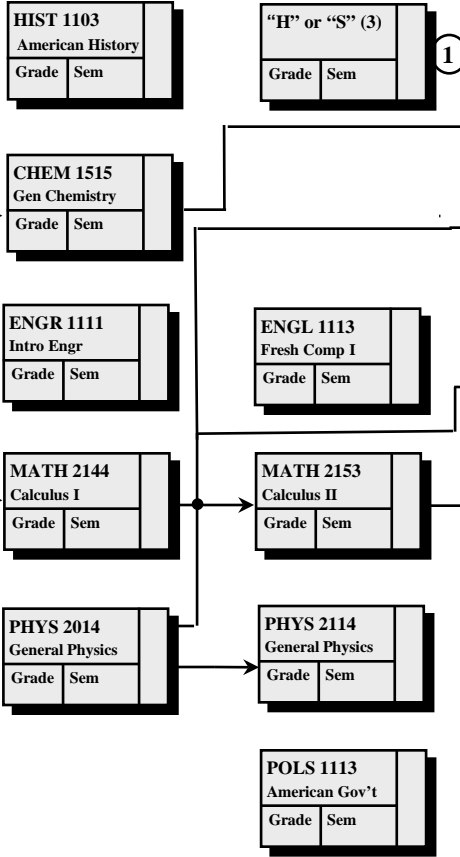 HIST 1103
American History
Grade Sem
"H" or "S" (3)
Grade Sem
1
CHEM 1515
Gen Chemistry
Grade Sem
ENGR 1111
Intro Engr
Grade Sem
ENGL 1113
Fresh Comp I
Grade Sem
MATH 2144
Calculus I
Grade Sem
MATH 2153
Calculus II
Grade Sem
PHYS 2014
General Physics
Grade Sem
PHYS 2114
General Physics
Grade Sem
POLS 1113
American Gov't
Grade Sem